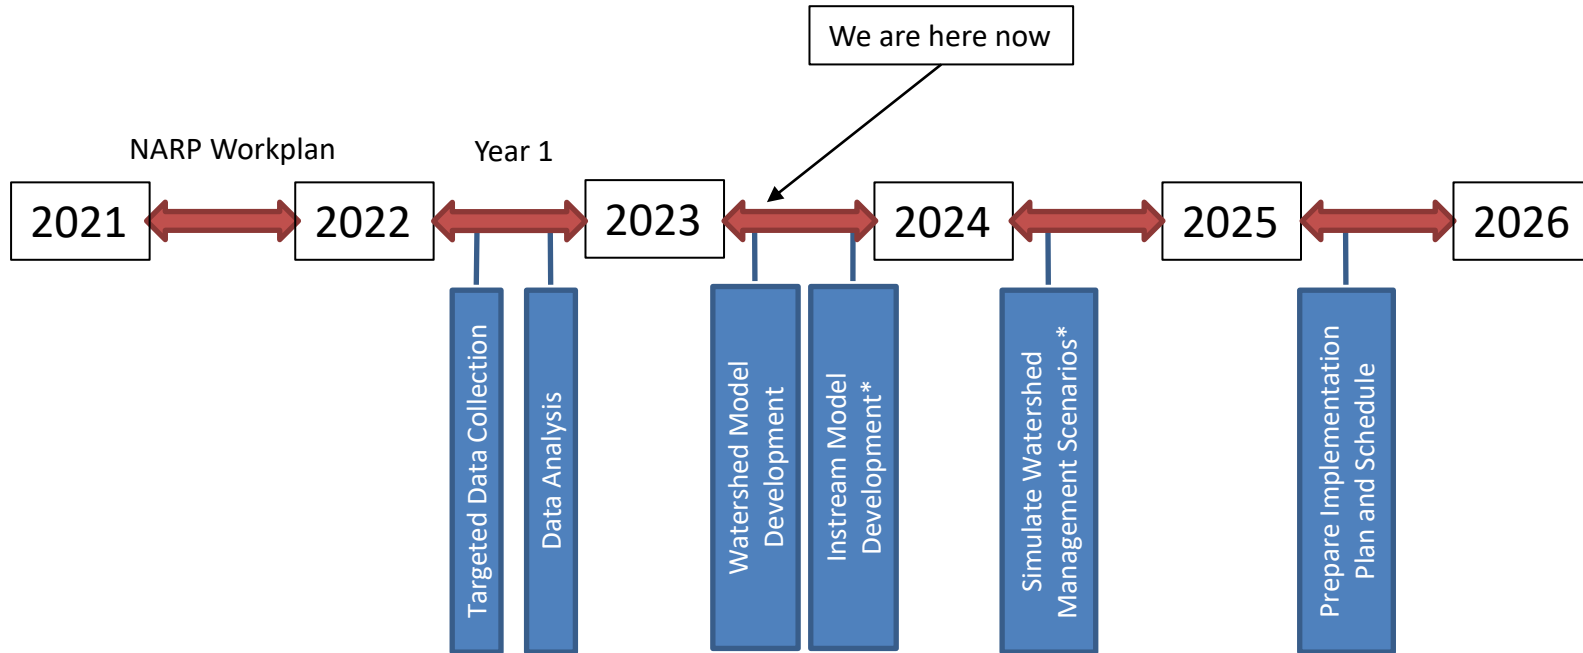 We are here now
NARP Workplan
Year 1
2021
2022
2023
2024
2025
2026
Targeted Data Collection
Data Analysis
Watershed Model
Development
Instream Model
Development*
Simulate Watershed
Management Scenarios*
Prepare Implementation
Plan and Schedule